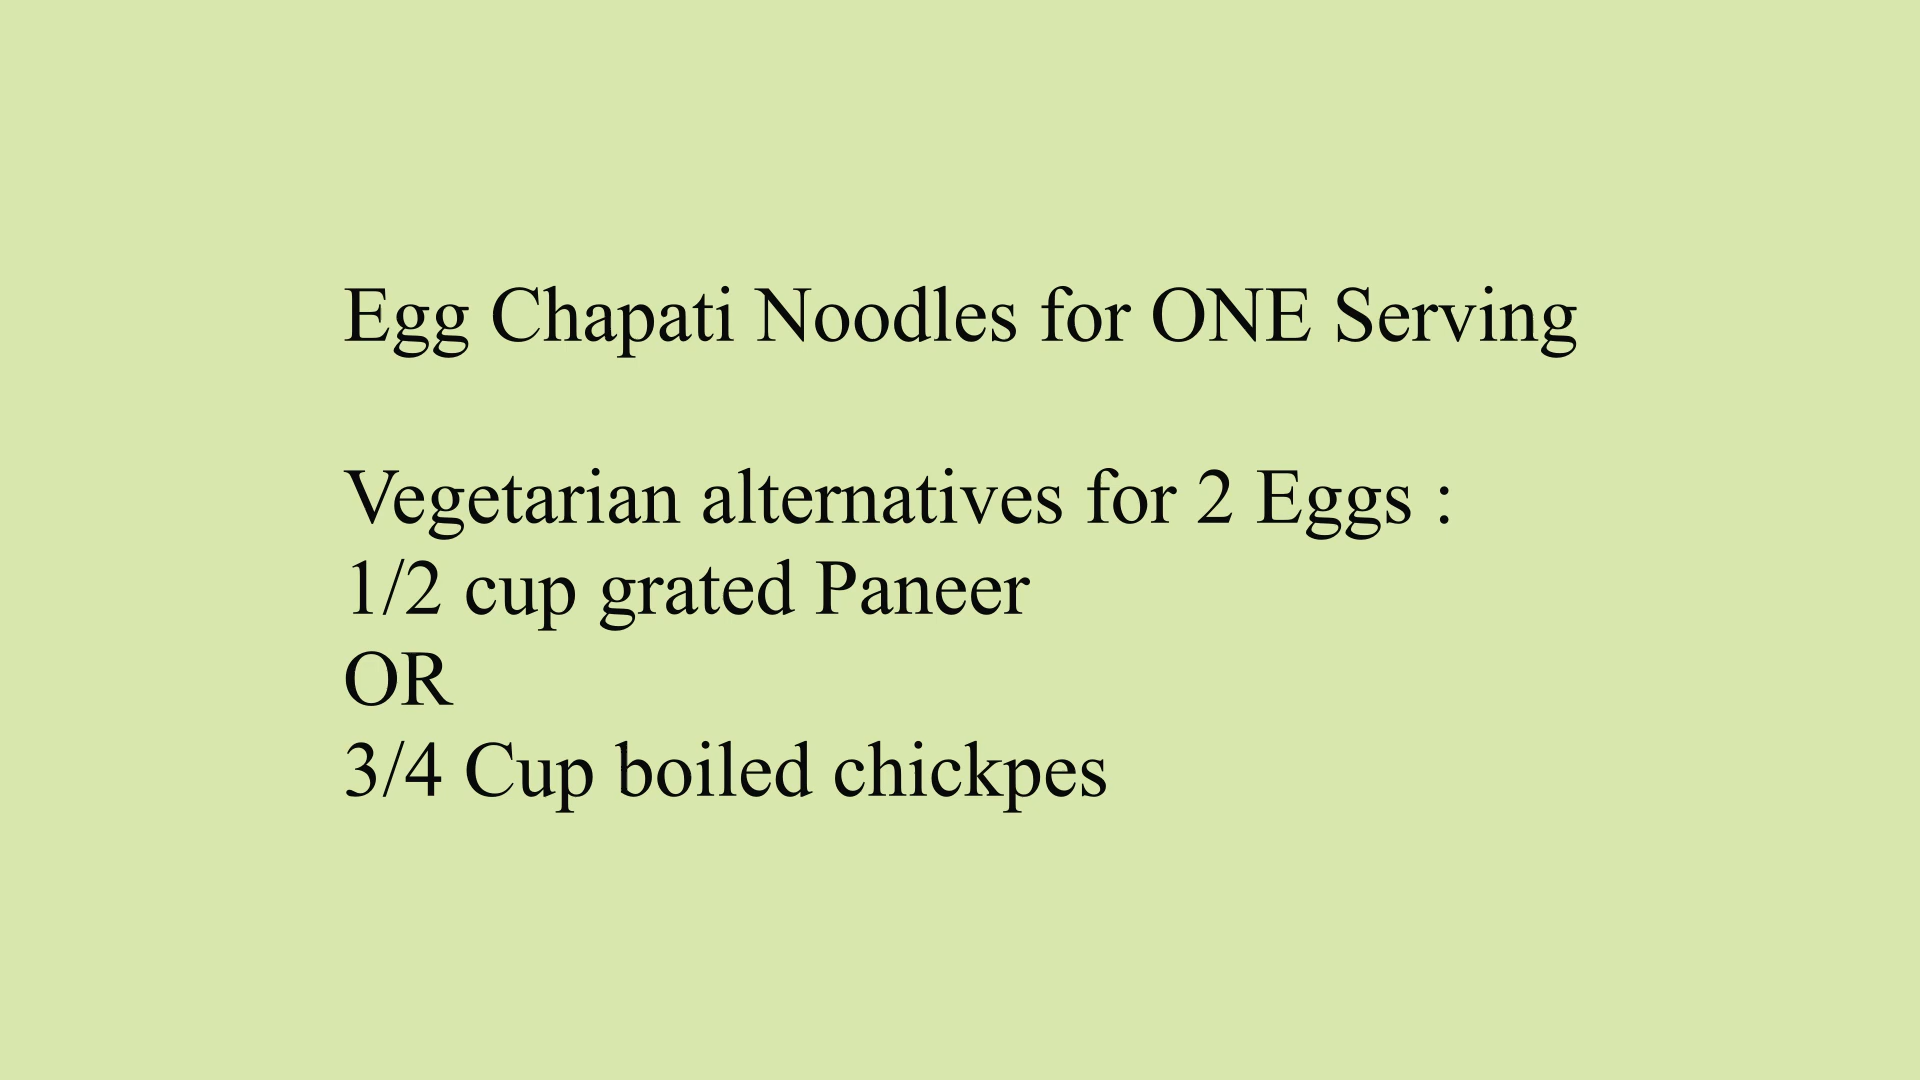 Egg Chapati Noodles for ONE Serving
Vegetarian alternatives for 2 Eggs :
1/2 cup grated Paneer
OR
3/4 Cup boiled chickpes